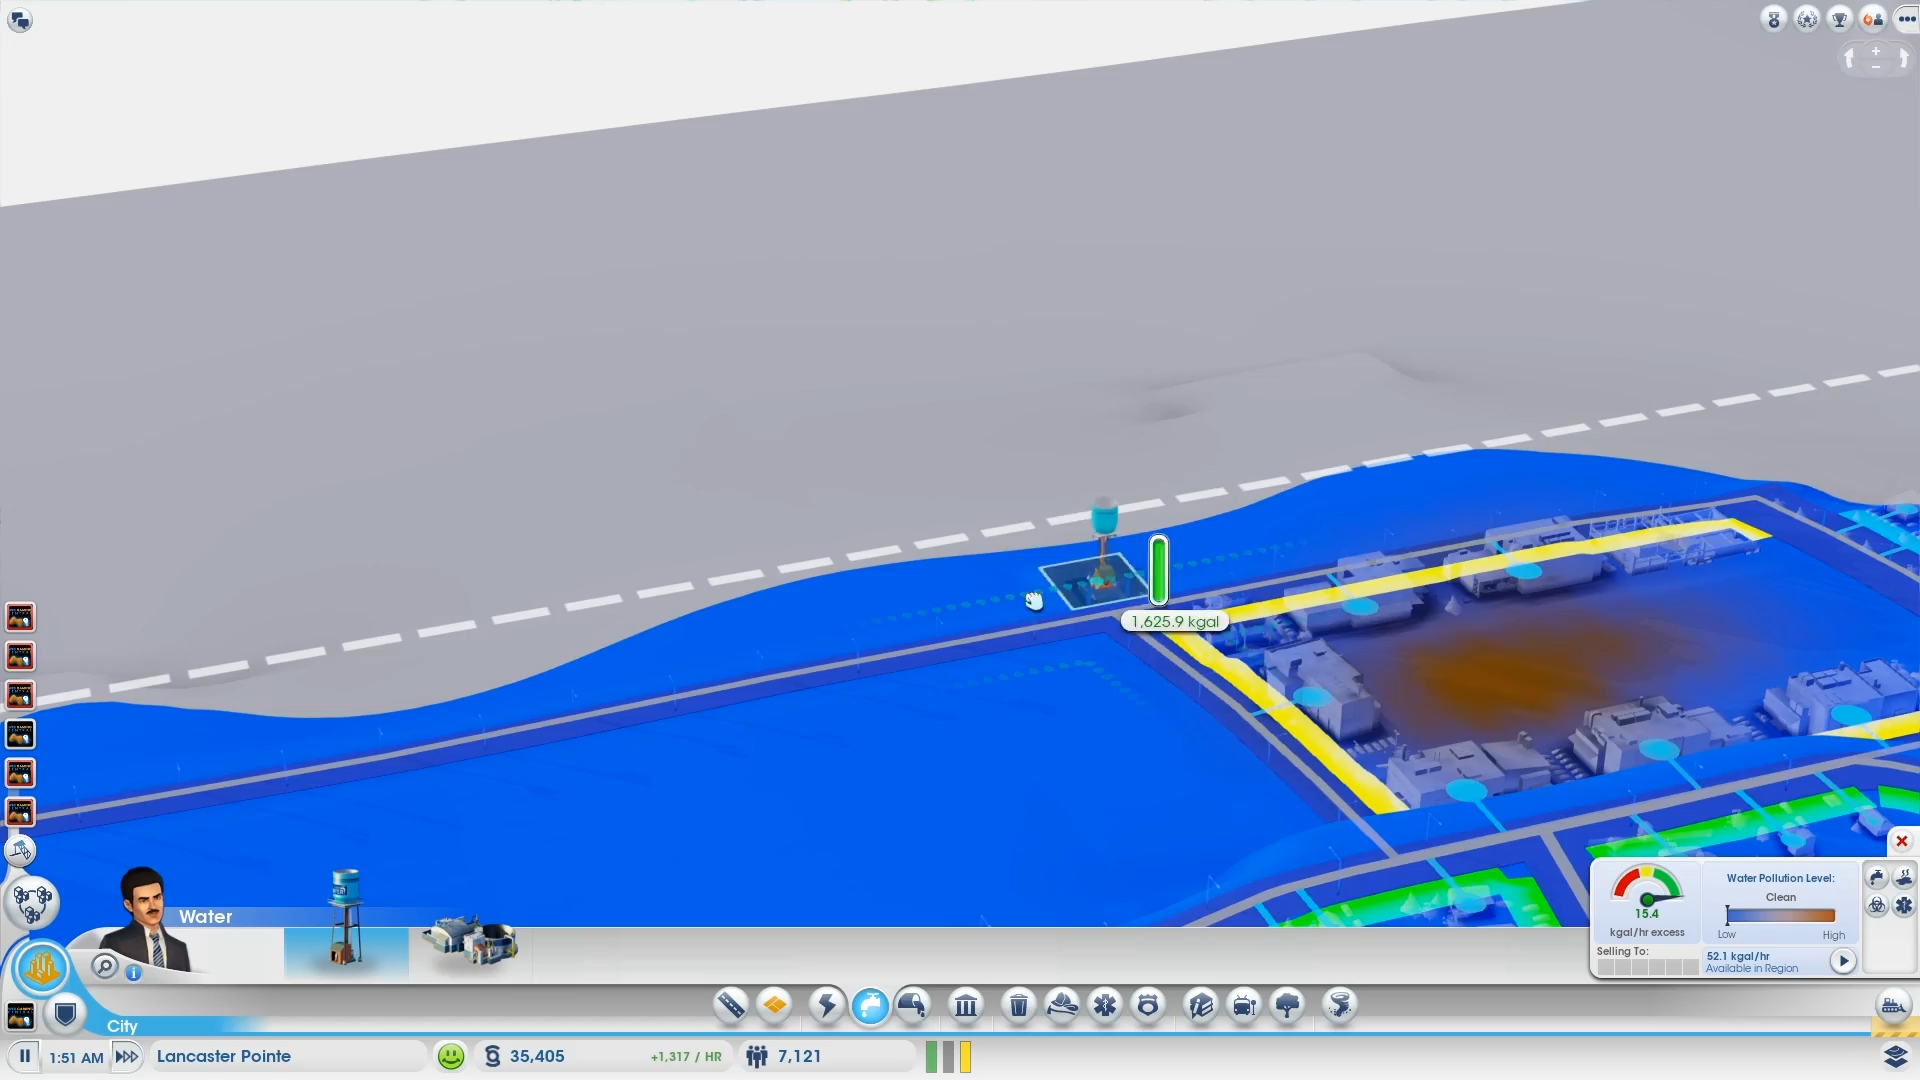 1,625.9 kgal
Water
Water Pollution Level:
Clean
15.4
kgal/hr excess
Low
High
Selling To:
52.1 kgal/hr
Available in Region
City
1:51 AM
Lancaster Pointe
35,405
+1,317 / HR
7,121